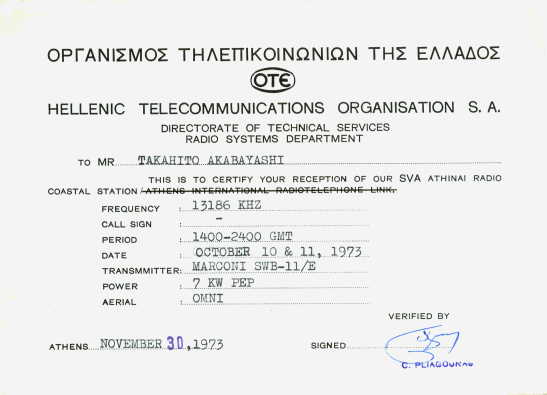 ΟΡΓΑΝΙΣΜΟΣ ΤΗΛΕΠΙΚΟΙΝΩΝΙΩΝ ΤΗΣ ΕΛΛΑΔΟΣ
ΟΤΕ
HELLENIC TELECOMMUNICATIONS ORGANISATION S. A.
DIRECTORATE OF TECHNICAL SERVICES
RADIO SYSTEMS DEPARTMENT
TO MR TAKAHITO AKABAYASHI
THIS IS TO CERTIFY YOUR RECEPTION OF OUR SVA ATHINAI RADIO
COASTAL STATION / ATHENS INTERNATIONAL RADIOTELEPHONE LINK.
FREQUENCY : 13186 KHZ
CALL SIGN : -
PERIOD : 1400-2400 GMT
DATE : OCTOBER 10 & 11, 1973
TRANSMMITTER: MARCONI SWB-11/E
POWER : 7 KW PEP
AERIAL : OMNI
VERIFIED BY
ATHENS NOVEMBER 30, 1973 SIGNED
C. PLIAGOURAS